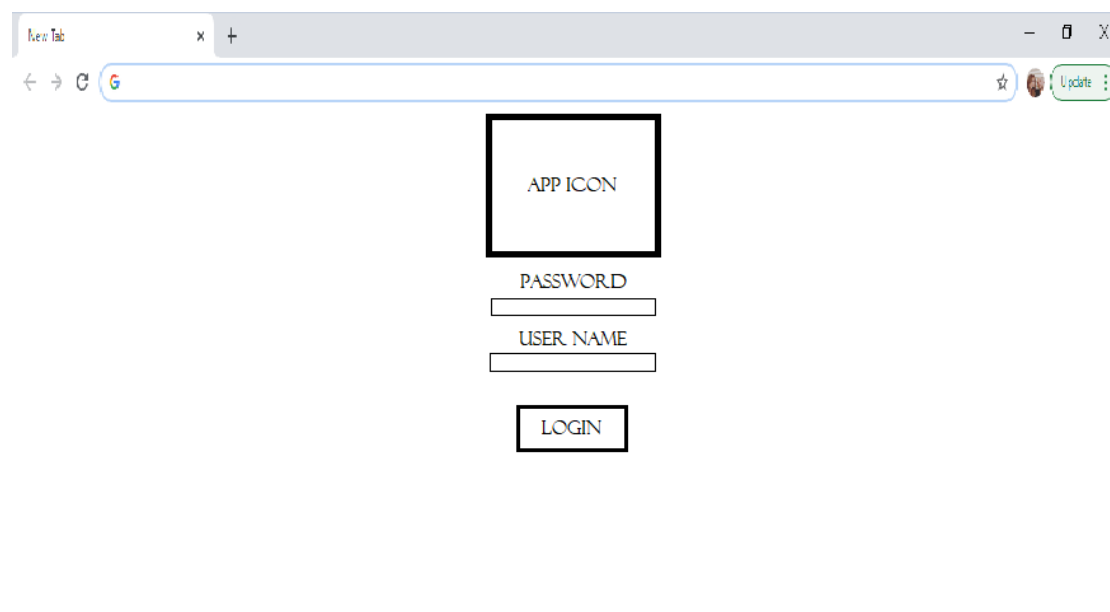 New Tab
Update
APP ICON
PASSWORD
USER NAME
LOGIN